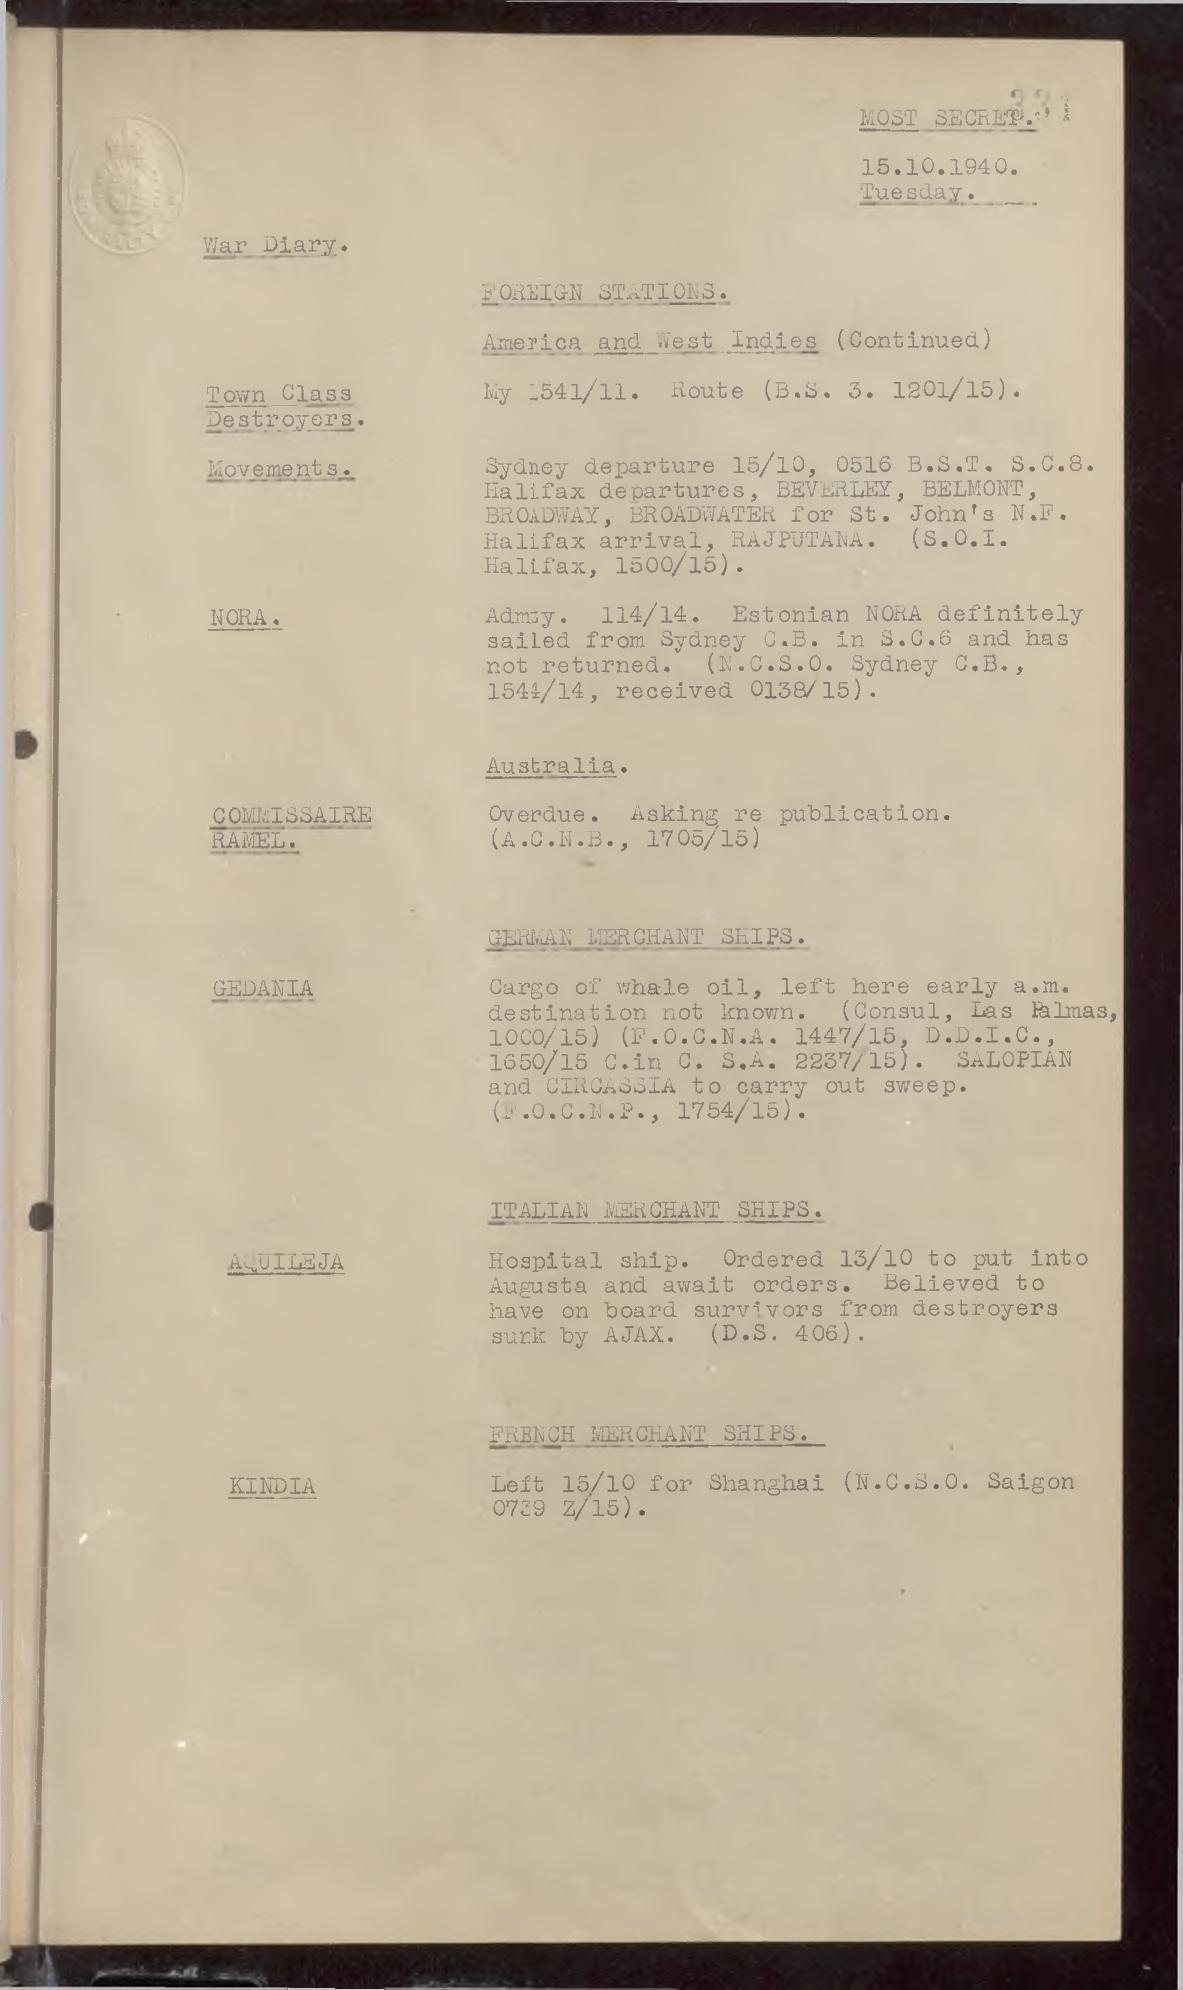 MOST SECRET.
15.10.1940.
Tuesday.
War Diary.
FOREIGN STATIONS.
America and West Indies (Continued)
Town Class
Destroyers.
My 1541/11. Route (B.S. 3. 1201/15).
Movements.
Sydney departure 15/10, 0516 B.S.T. S.C.8.
Halifax departures, BEVERLEY, BELMONT,
BROADWAY, BROADWATER for St. John's N.F.
Halifax arrival, RAJPUTANA. (S.O.I.
Halifax, 1500/15).
NORA.
Admty. 114/14. Estonian NORA definitely
sailed from Sydney C.B. in S.C.6 and has
not returned. (N.C.S.O. Sydney C.B.,
1544/14, received 0138/15).
Australia.
COMMISSAIRE
RAMEL.
Overdue. Asking re publication.
(A.C.N.B., 1705/15)
GERMAN MERCHANT SHIPS.
GEDANIA
Cargo of whale oil, left here early a.m.
destination not known. (Consul, Las Palmas,
1000/15) (F.O.C.N.A. 1447/15, D.D.I.C.,
1650/15 C.in C. S.A. 2237/15). SALOPIAN
and CIRCASSIA to carry out sweep.
(F.O.C.N.P., 1754/15).
ITALIAN MERCHANT SHIPS.
AQUILEJA
Hospital ship. Ordered 13/10 to put into
Augusta and await orders. Believed to
have on board survivors from destroyers
sunk by AJAX. (D.S. 406).
FRENCH MERCHANT SHIPS.
KINDIA
Left 15/10 for Shanghai (N.C.S.O. Saigon
0739 Z/15).